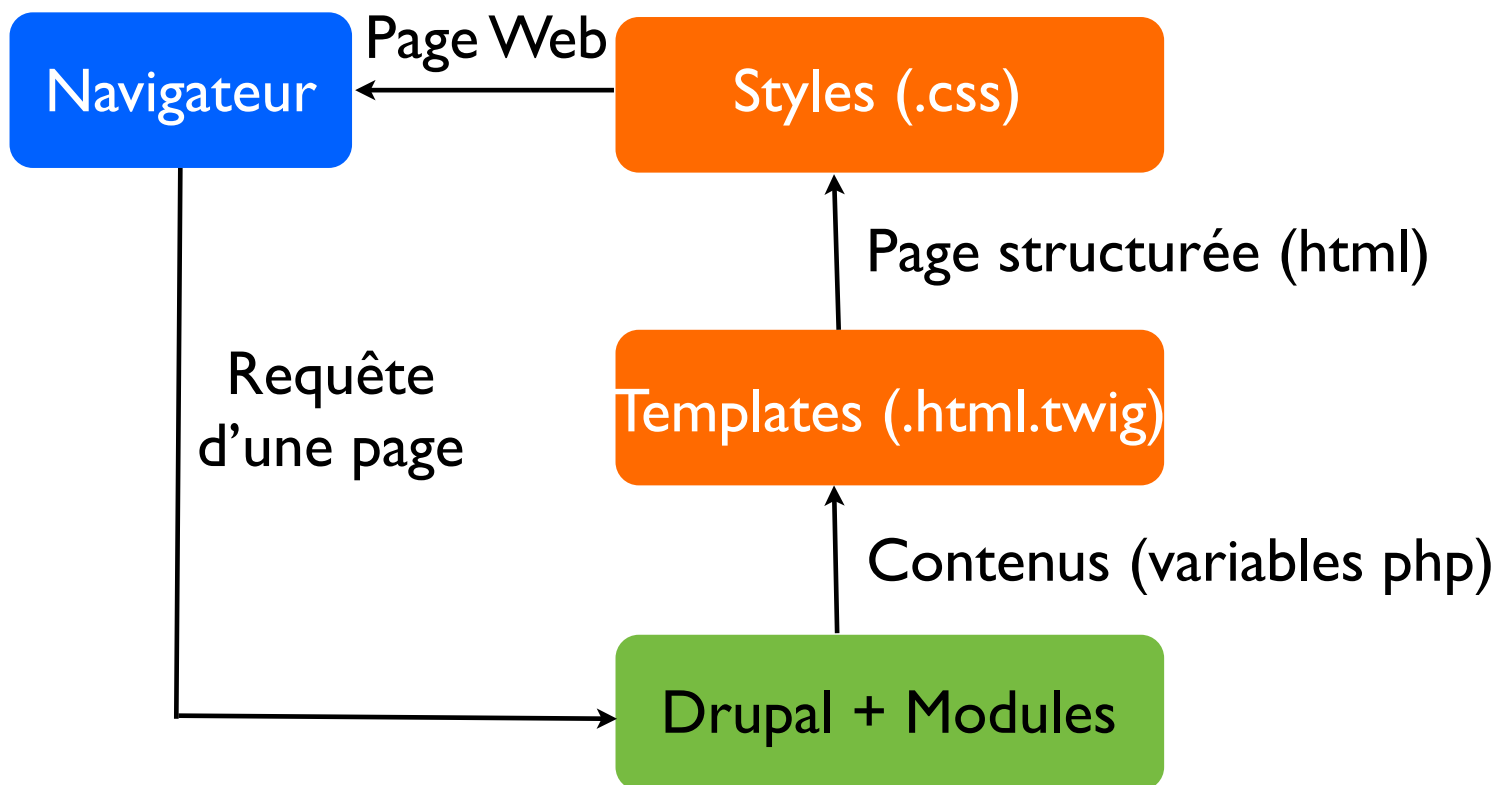 Page Web
Navigateur
Styles (.css)
Page structurée (html)
Requête
d’une page
Templates (.html.twig)
Contenus (variables php)
Drupal + Modules